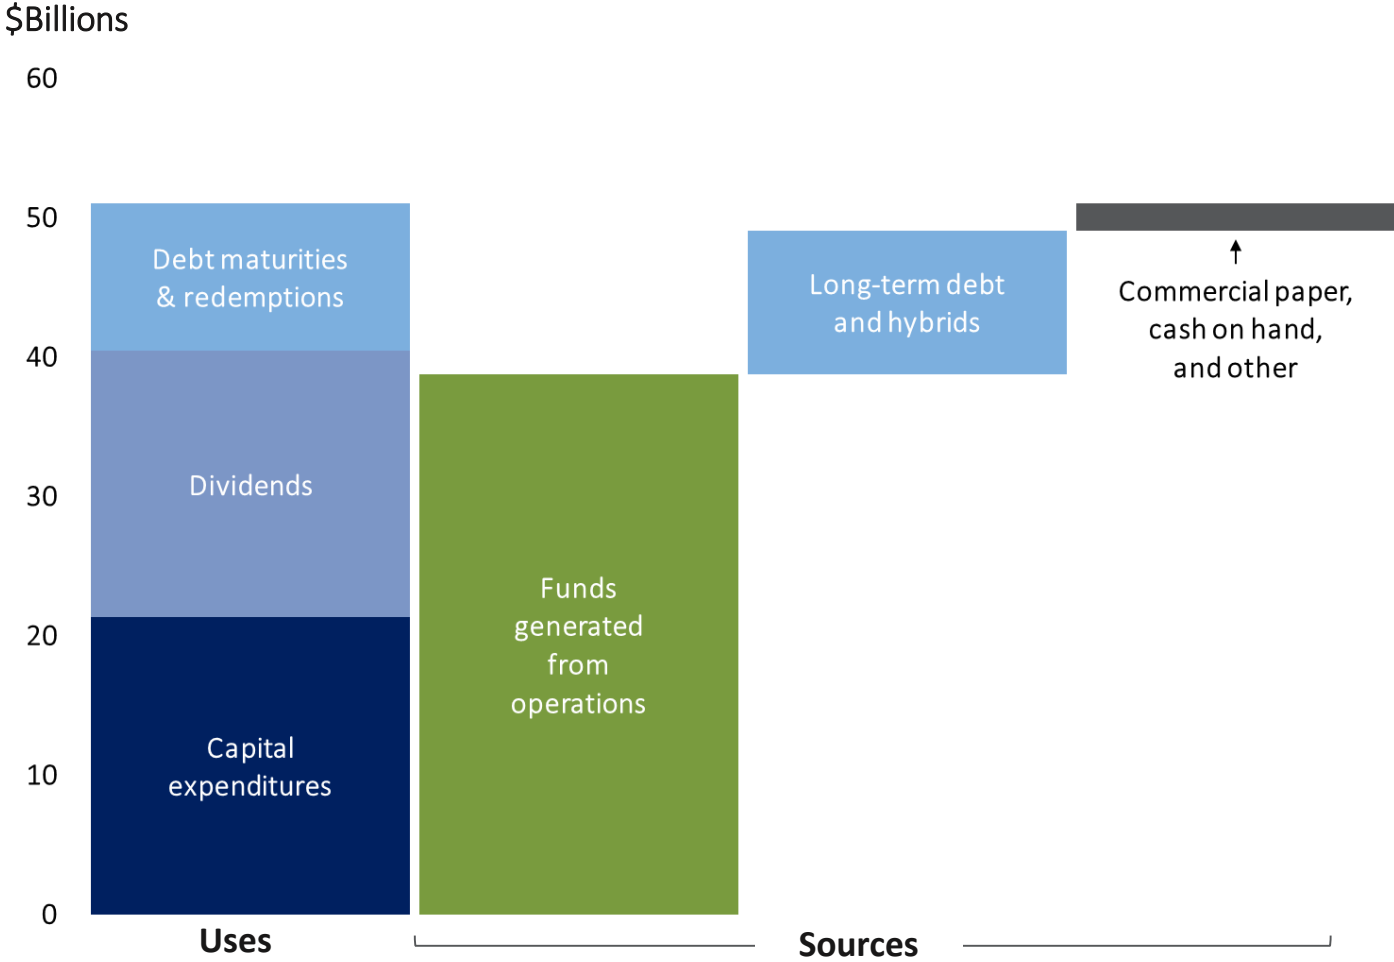 $Billions
60
50
40
30
20
10
0
Debt maturities
& redemptions
Dividends
Capital
expenditures
Funds
generated
from
operations
Long-term debt
and hybrids
Commercial paper,
cash on hand,
and other
Uses
Sources